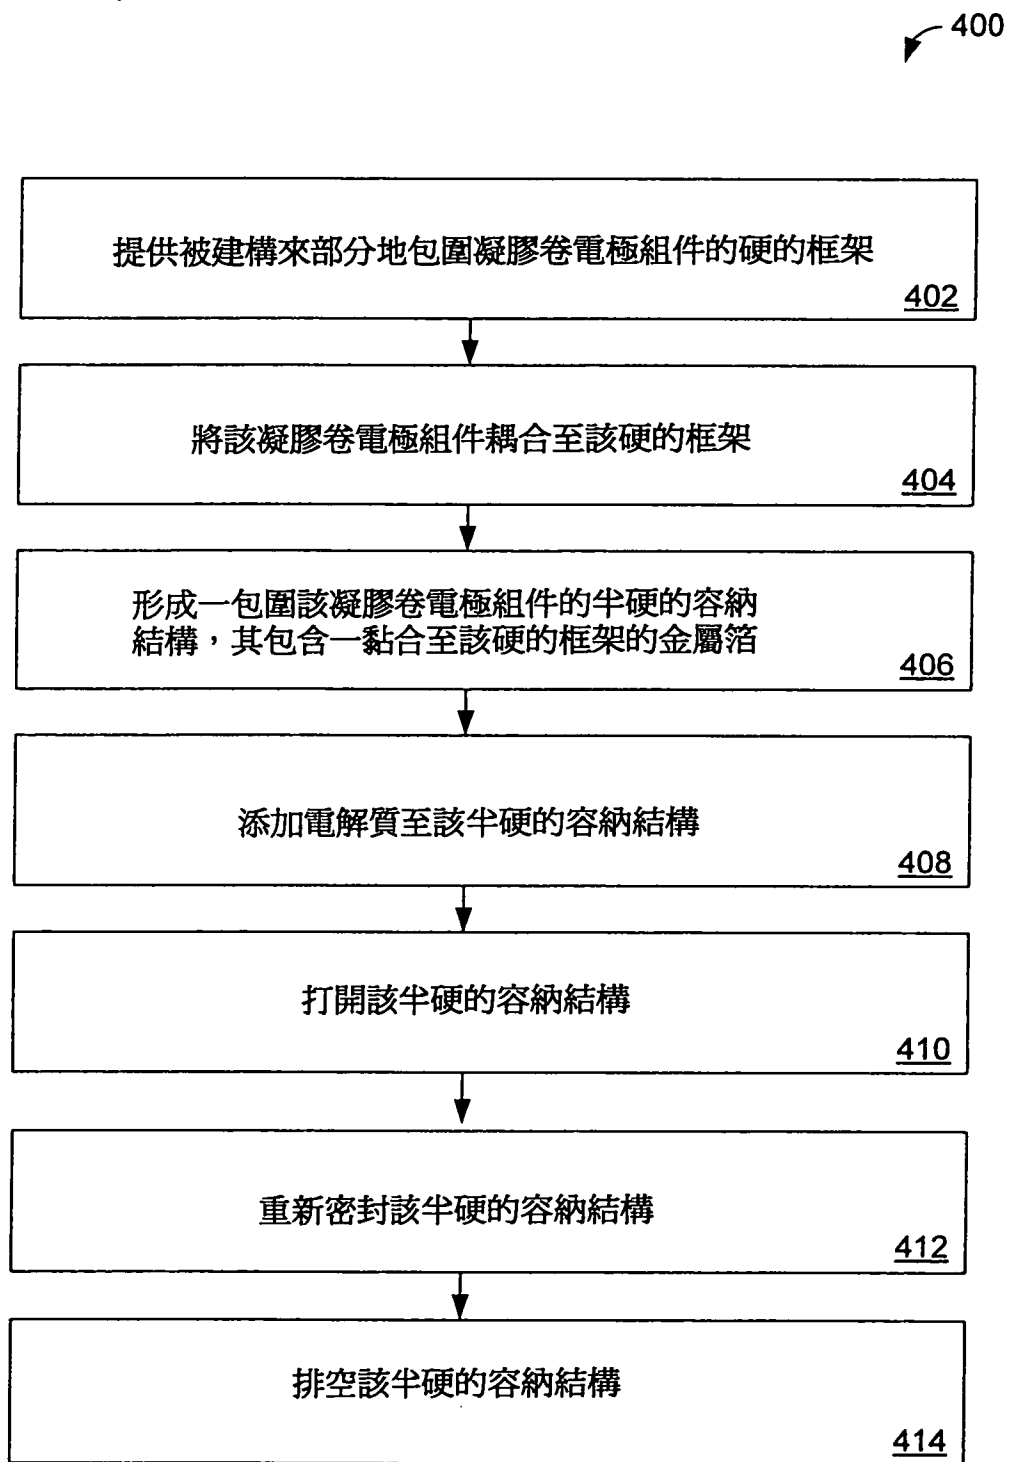 400
提供被建構來部分地包圍凝膠卷電極組件的硬的框架
402
將該凝膠卷電極組件耦合至該硬的框架
404
形成一包圍該凝膠卷電極組件的半硬的容納
結構,其包含一黏合至該硬的框架的金屬箔
406
添加電解質至該半硬的容納結構
408
打開該半硬的容納結構
410
重新密封該半硬的容納結構
412
排空該半硬的容納結構
414